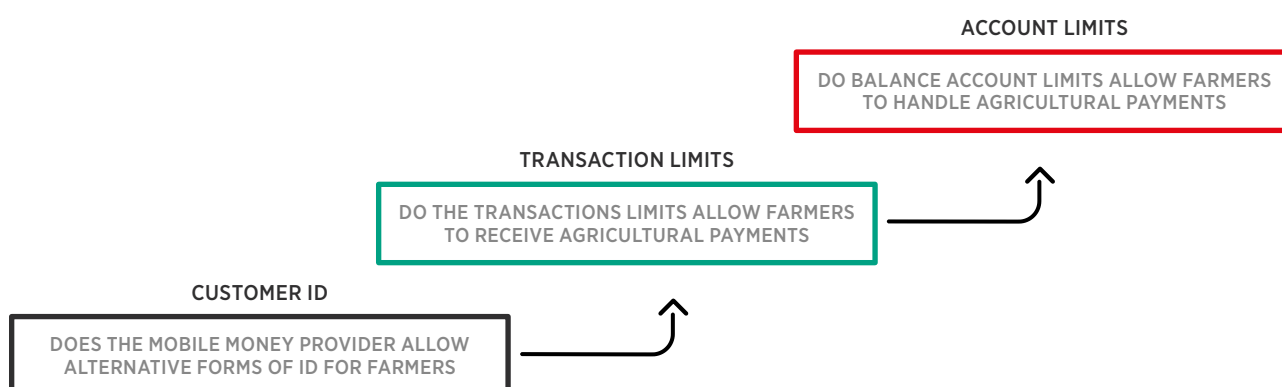 ACCOUNT LIMITS
DO BALANCE ACCOUNT LIMITS ALLOW FARMERS
TO HANDLE AGRICULTURAL PAYMENTS
TRANSACTION LIMITS
DO THE TRANSACTIONS LIMITS ALLOW FARMERS
TO RECEIVE AGRICULTURAL PAYMENTS
CUSTOMER ID
DOES THE MOBILE MONEY PROVIDER ALLOW
ALTERNATIVE FORMS OF ID FOR FARMERS